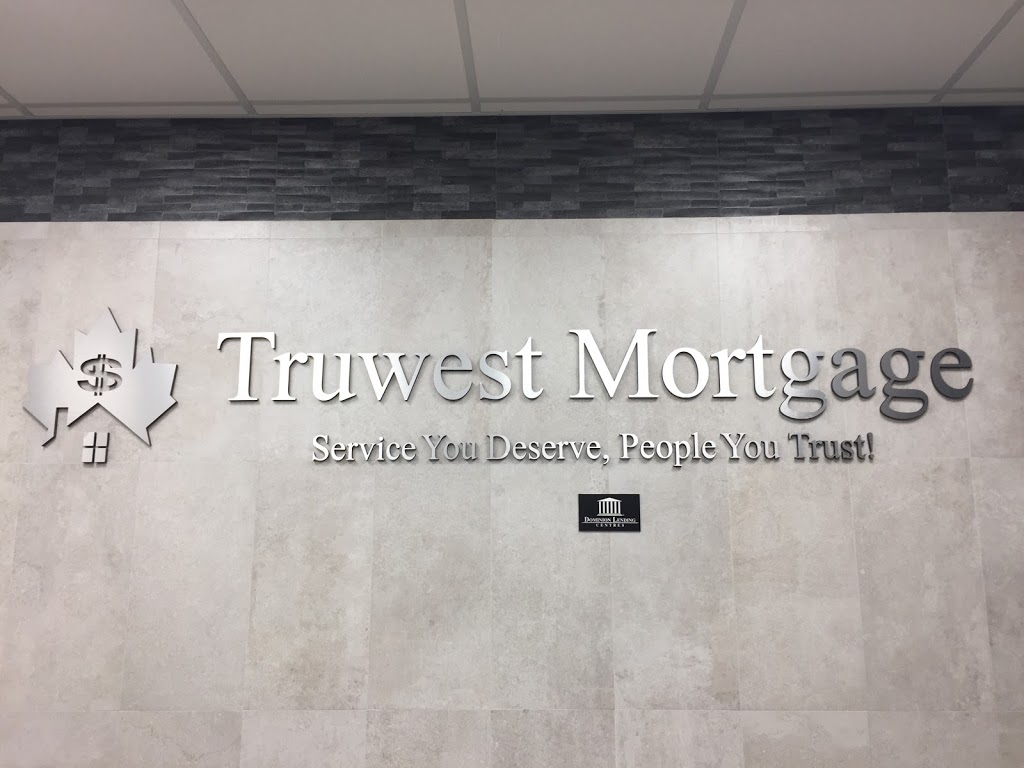 $
Truwest Mortgage
Service You Deserve, People You Trust!
DOMINION LENDING
CENTRES